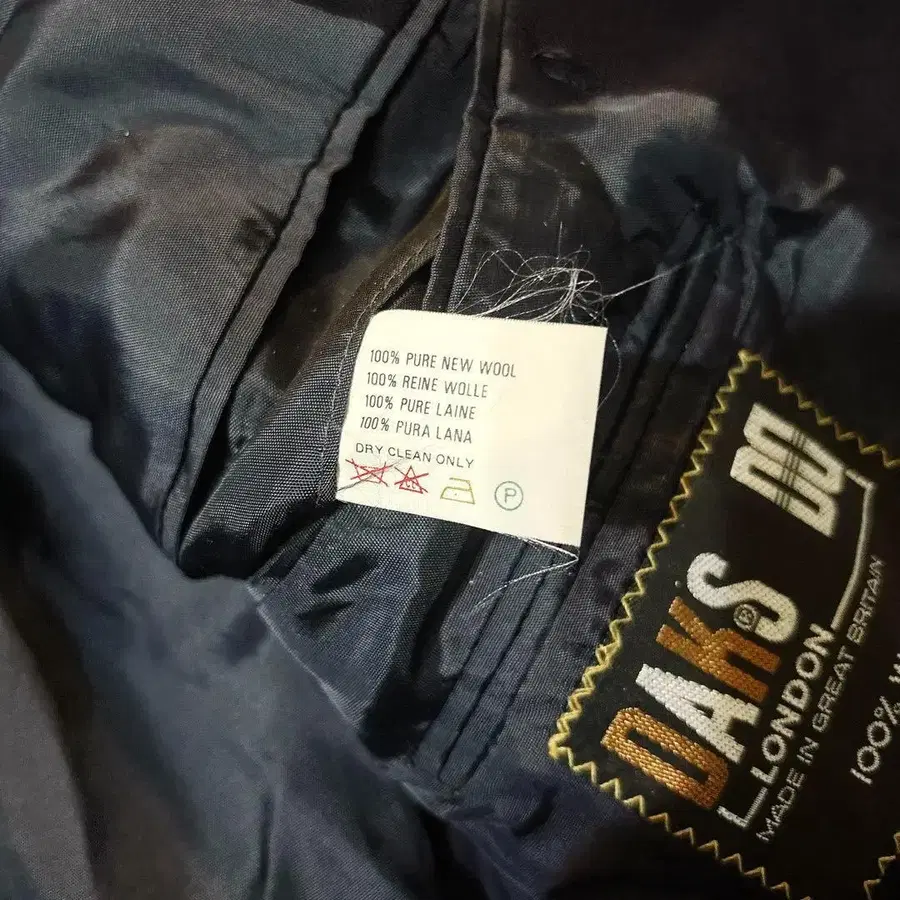 100% PURE NEW WOOL
100% REINE WOLLE
100% PURE LAINE
100% PURA LANA
DRY CLEAN ONLY
CL
P
DAKS®
LONDON
MADE IN GREAT BRITAIN
100%